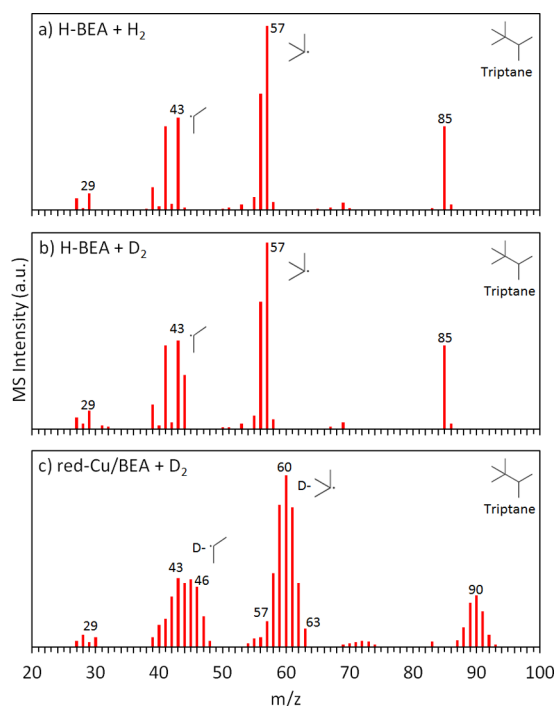 a) H-BEA + H2
57
Triptane
43
85
29
b) H-BEA + D2
57
Triptane
43
85
29
MS Intensity (a.u.)
c) red-Cu/BEA + D2
60
D-
Triptane
D-
43
46
90
57
63
29
20 30 40 50 60 70 80 90 100
m/z